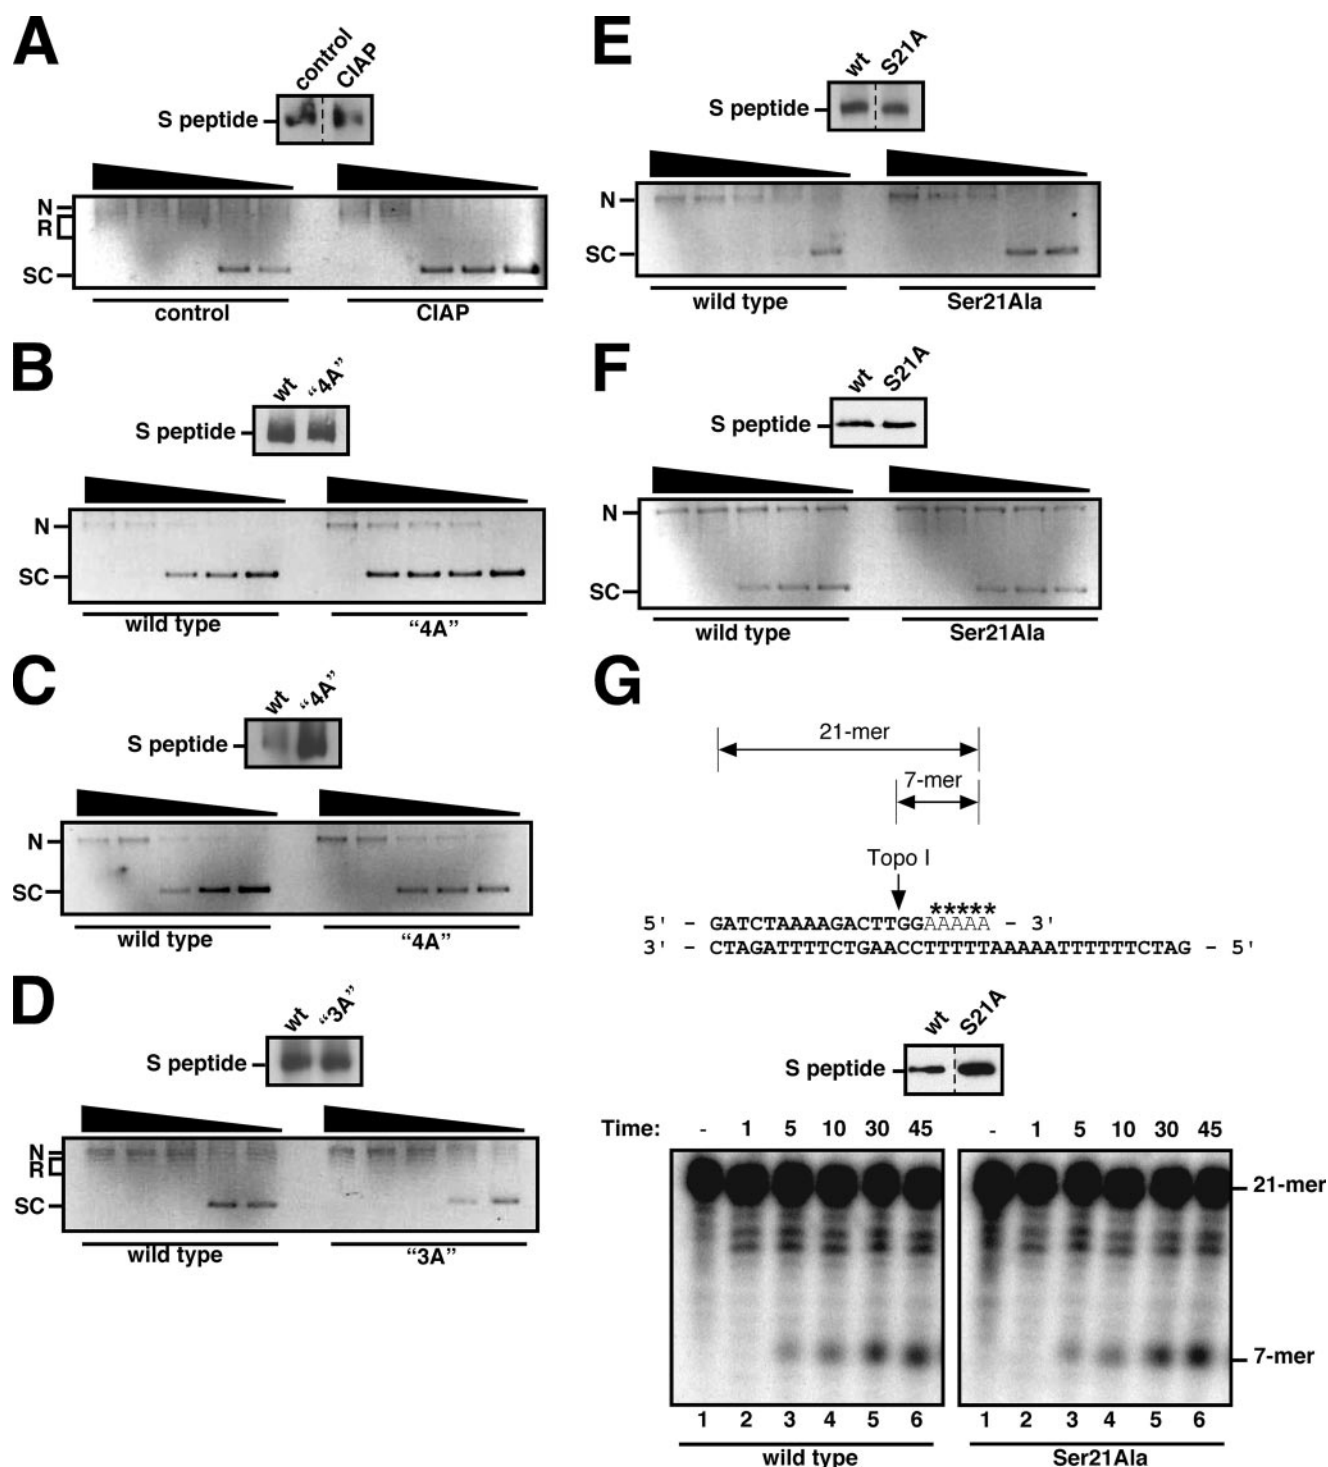 A
control
CIAP
S peptide
N
R
SC
control
CIAP
B
wt
“4A”
S peptide
N
SC
wild type
“4A”
C
wt
“4A”
S peptide
N
SC
wild type
“4A”
D
wt
“3A”
S peptide
N
R
SC
wild type
“3A”
E
wt
S21A
S peptide
N
SC
wild type
Ser21Ala
F
wt
S21A
S peptide
N
SC
wild type
Ser21Ala
G
21-mer
7-mer
Topo I
*****
5' - GATCTAAAAGACTTGGAAAAA - 3'
3' - CTAGATTTTCTGAACCTTTTTAAAAATTTTTTCTAG - 5'
wt
S21A
S peptide
Time: - 1 5 10 30 45 - 1 5 10 30 45
21-mer
7-mer
1 2 3 4 5 6 1 2 3 4 5 6
wild type
Ser21Ala